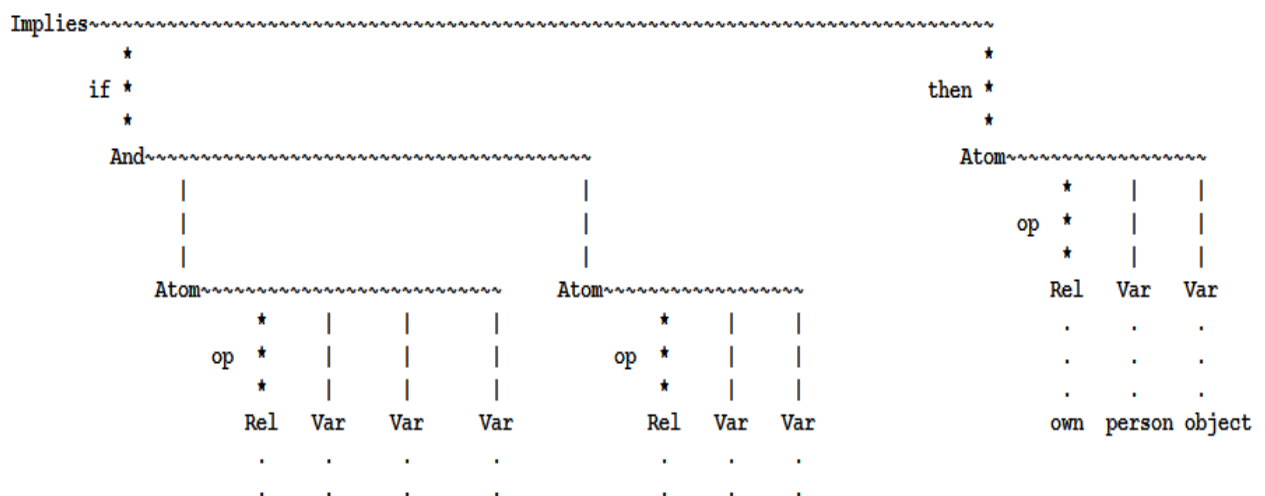 Implies~~~~~~~~~~~~~~~~~~~~~~~~~~~~~~~~~~~~~~~~~~~~~~~~~~~~~~~~~~~~~~~~~~~~~~~~~~~~~~~~~
* *
if * then *
* *
And~~~~~~~~~~~~~~~~~~~~~~~~~~~~~~~~~~~~~~~~ Atom~~~~~~~~~~~~~~~~~~
| | * | |
| | op * | |
| | * | |
Atom~~~~~~~~~~~~~~~~~~~~~~~~~~~ Atom~~~~~~~~~~~~~~~~~~ Rel Var Var
* | | | * | | . . .
op * | | | op * | | . . .
* | | | * | | . . .
Rel Var Var Var Rel Var Var own person object
. . . . . . .
. . . . . . .